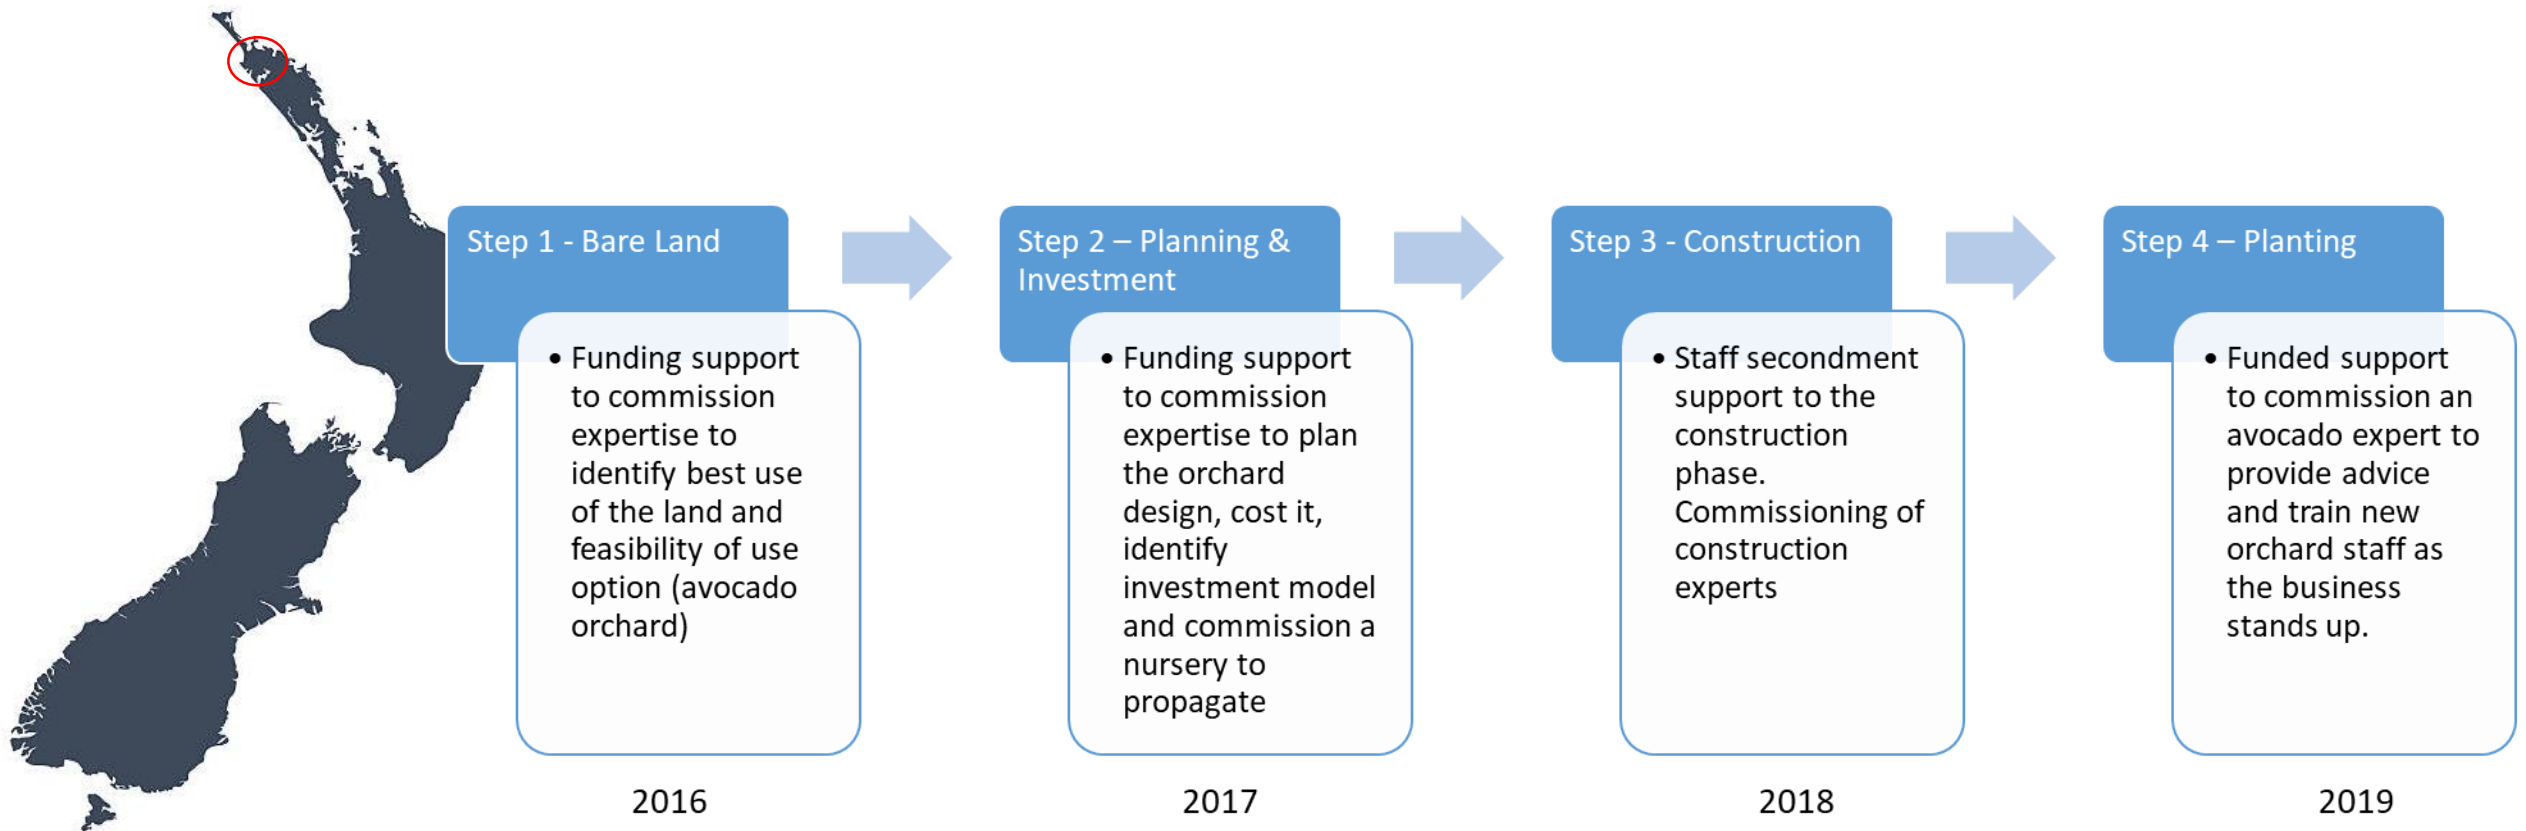 Step 1 - Bare Land
• Funding support
to commission
expertise to
identify best use
of the land and
feasibility of use
option (avocado
orchard)
2016
Step 2 – Planning &
Investment
• Funding support
to commission
expertise to plan
the orchard
design, cost it,
identify
investment model
and commission a
nursery to
propagate
2017
Step 3 - Construction
• Staff secondment
support to the
construction
phase.
Commissioning of
construction
experts
2018
Step 4 – Planting
• Funded support
to commission an
avocado expert to
provide advice
and train new
orchard staff as
the business
stands up.
2019